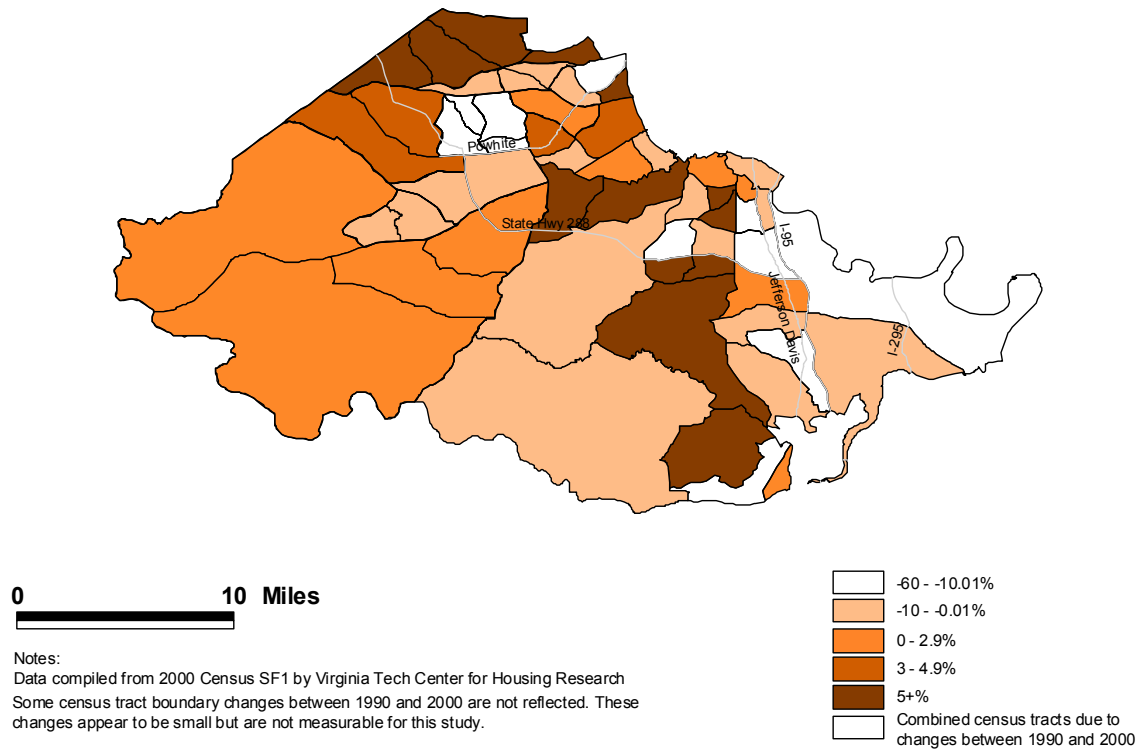 Powhite
State Hwy 288
I-95
Jefferson Davis
I-295
0 10 Miles
-60 - -10.01%
-10 - -0.01%
0 - 2.9%
3 - 4.9%
5+%
Combined census tracts due to
changes between 1990 and 2000
Notes:
Data compiled from 2000 Census SF1 by Virginia Tech Center for Housing Research
Some census tract boundary changes between 1990 and 2000 are not reflected. These
changes appear to be small but are not measurable for this study.